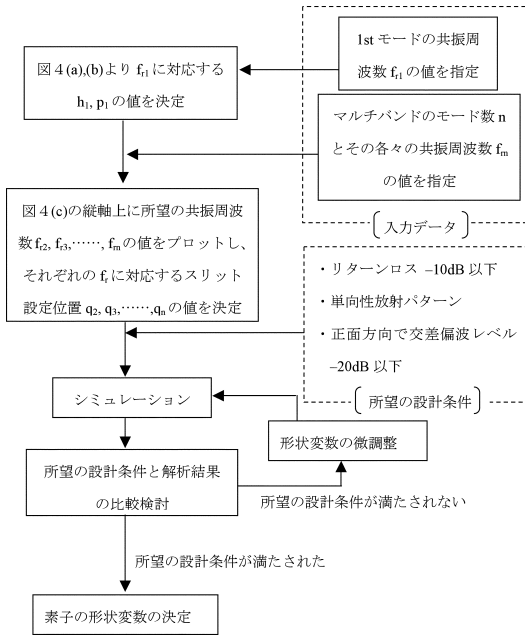 1st モードの共振周
波数 fr1 の値を指定
図４(a),(b)より fr1 に対応する
h1, p1 の値を決定
マルチバンドのモード数 n
とその各々の共振周波数 frn
の値を指定
入力データ
図４(c)の縦軸上に所望の共振周波
数 fr2, fr3,……, frn の値をプロットし、
それぞれの fr に対応するスリット
設定位置 q2, q3,……,qn の値を決定
・リターンロス –10dB 以下
・単向性放射パターン
・正面方向で交差偏波レベル
–20dB 以下
所望の設計条件
シミュレーション
形状変数の微調整
所望の設計条件と解析結果
の比較検討
所望の設計条件が満たされない
所望の設計条件が満たされた
素子の形状変数の決定